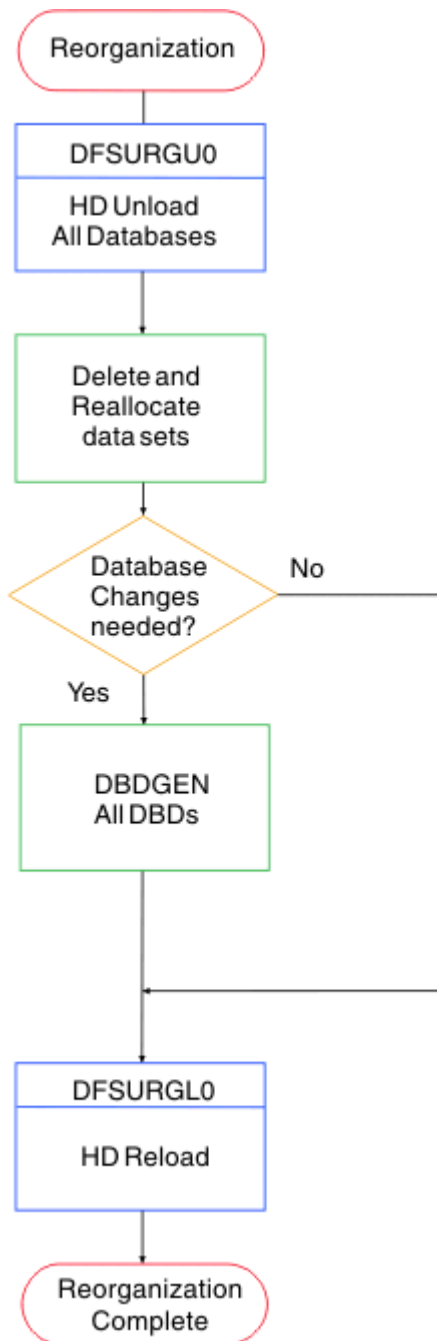 Reorganization
DFSURGU0
HD Unload
All Databases
Delete and
Reallocate
data sets
Database
Changes
needed?
No
Yes
DBDGEN
All DBDs
DFSURGL0
HD Reload
Reorganization
Complete